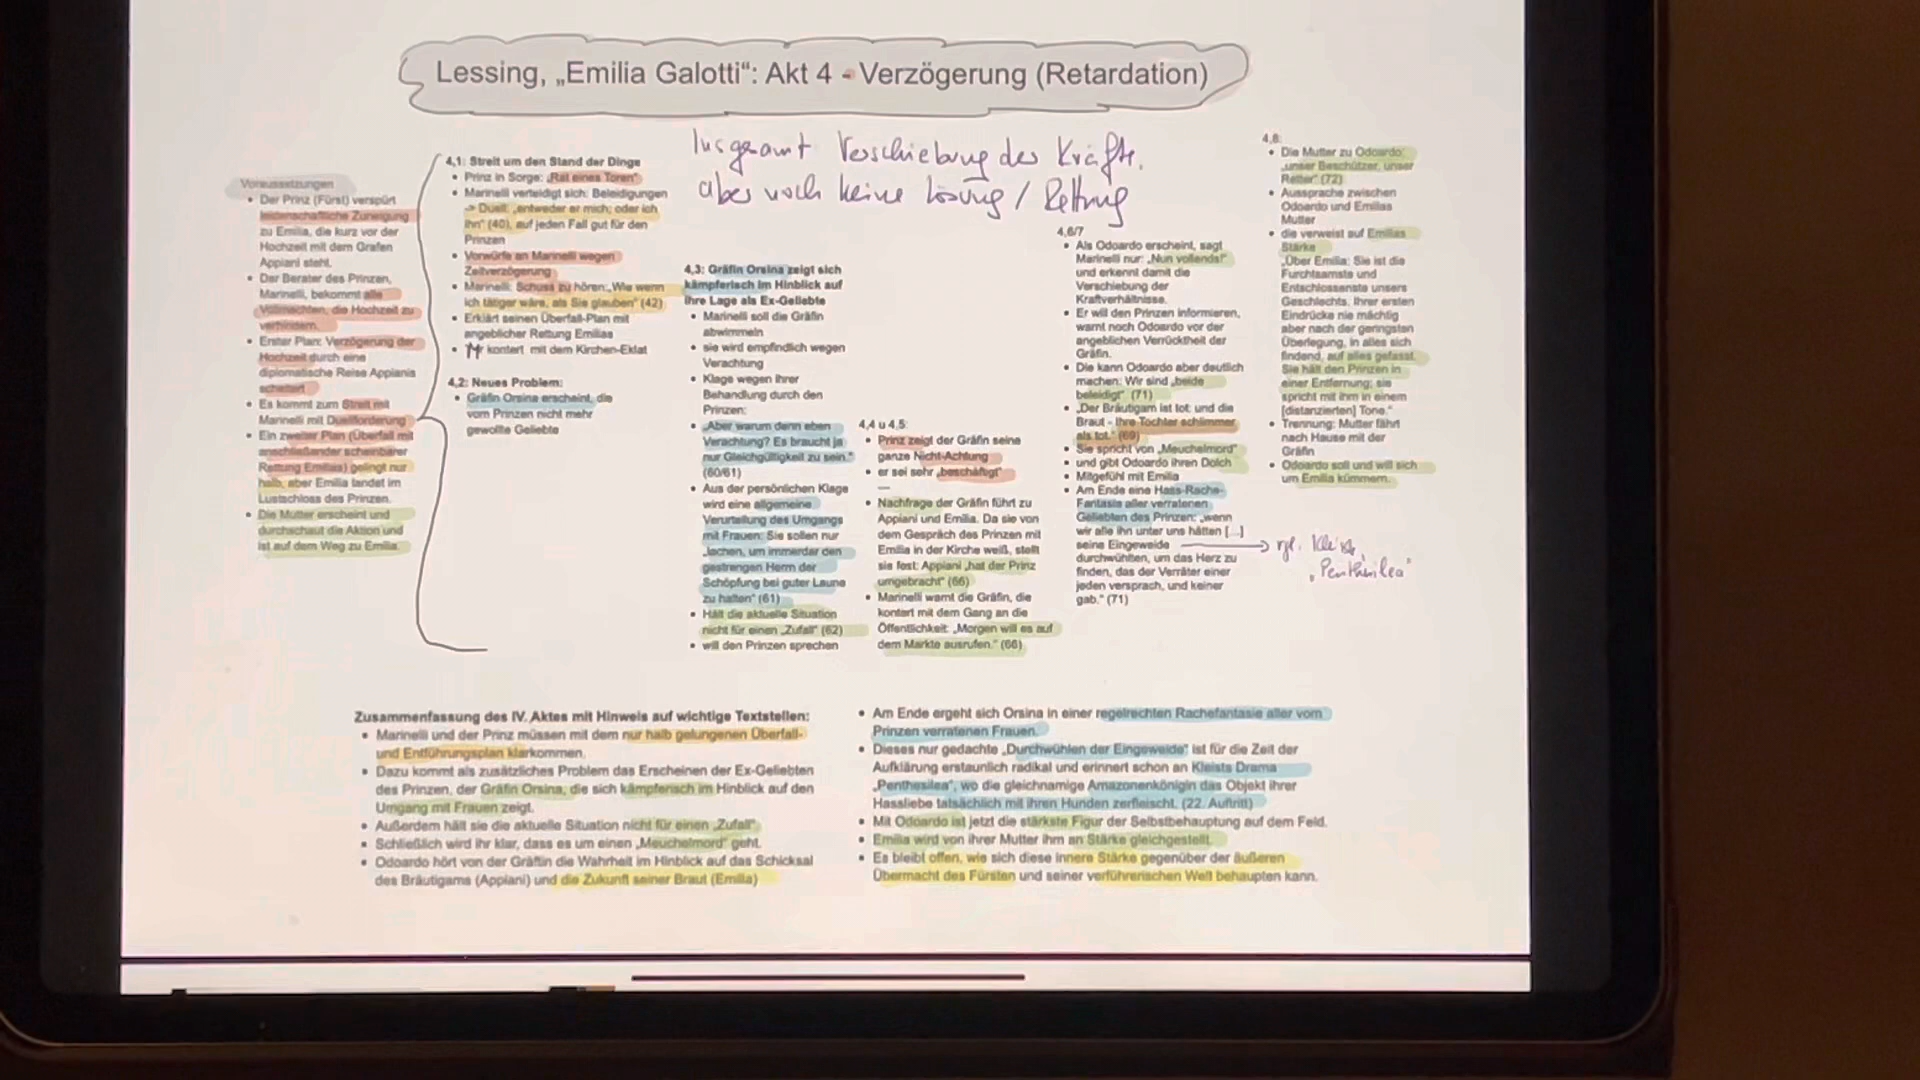 Lessing, „Emilia Galotti“: Akt 4 - Verzögerung (Retardation)
Insgesamt Verschiebung der Kräfte,
aber noch keine Lösung / Rettung
Voraussetzungen
• Der Prinz (Fürst) verspürt
leidenschaftliche Zuneigung
zu Emilia, die kurz vor der
Hochzeit mit dem Grafen
Appiani steht.
• Der Berater des Prinzen,
Marinelli, bekommt alle
Vollmachten, die Hochzeit zu
verhindern.
• Erster Plan: Verzögerung der
Hochzeit durch eine
diplomatische Reise Appianis
scheitert
• Es kommt zum Streit mit
Marinelli mit Duellforderung
• Ein zweiter Plan (Überfall mit
anschließender scheinbarer
Rettung Emilias) gelingt nur
halb, aber Emilia landet im
Lustschloss des Prinzen.
• Die Mutter erscheint und
durchschaut die Aktion und
ist auf dem Weg zu Emilia.
4,1: Streit um den Stand der Dinge
• Prinz in Sorge: „Rat eines Toren“
• Marinelli verteidigt sich: Beleidigungen
-> Duell: „entweder er mich; oder ich
ihn“ (40), auf jeden Fall gut für den
Prinzen
• Vorwürfe an Marinelli wegen
Zeitverzögerung
• Marinelli: Schuss zu hören: „Wie wenn
ich tätiger wäre, als Sie glauben“ (42)
• Erklärt seinen Überfall-Plan mit
angeblicher Rettung Emilias
• kontert mit dem Kirchen-Eklat
4,2: Neues Problem:
• Gräfin Orsina erscheint, die
vom Prinzen nicht mehr
gewollte Geliebte
4,3: Gräfin Orsina zeigt sich
kämpferisch im Hinblick auf
ihre Lage als Ex-Geliebte
• Marinelli soll die Gräfin
abwimmeln
• sie wird empfindlich wegen
Verachtung
• Klage wegen ihrer
Behandlung durch den
Prinzen:
• „Aber warum denn eben
Verachtung? Es braucht ja
nur Gleichgültigkeit zu sein.“
(60/61)
• Aus der persönlichen Klage
wird eine allgemeine
Verurteilung des Umgangs
mit Frauen: Sie sollen nur
„lachen, um immerdar den
gestrengen Herrn der
Schöpfung bei guter Laune
zu halten“ (61)
• Hält die aktuelle Situation
nicht für einen „Zufall“ (62)
• will den Prinzen sprechen
4,4 u 4,5:
• Prinz zeigt der Gräfin seine
ganze Nicht-Achtung
• er sei sehr „beschäftigt“
—
• Nachfrage der Gräfin führt zu
Appiani und Emilia. Da sie von
dem Gespräch des Prinzen mit
Emilia in der Kirche weiß, stellt
sie fest: Appiani „hat der Prinz
umgebracht“ (66)
• Marinelli warnt die Gräfin, die
kontert mit dem Gang an die
Öffentlichkeit: „Morgen will es auf
dem Markte ausrufen.“ (66)
4,6/7
• Als Odoardo erscheint, sagt
Marinelli nur: „Nun vollends!“
und erkennt damit die
Verschiebung der
Kraftverhältnisse.
• Er will den Prinzen informieren,
warnt noch Odoardo vor der
angeblichen Verrücktheit der
Gräfin.
• Die kann Odoardo aber deutlich
machen: Wir sind „beide
beleidigt“ (71)
• „Der Bräutigam ist tot: und die
Braut - Ihre Tochter schlimmer
als tot.“ (69)
• Sie spricht von „Meuchelmord“
• und gibt Odoardo ihren Dolch
• Mitgefühl mit Emilia
• Am Ende eine Hass-Rache-
Fantasie aller verratenen
Geliebten des Prinzen: „wenn
wir alle ihn unter uns hätten [...]
seine Eingeweide
durchwühlten, um das Herz zu
finden, das der Verräter einer
jeden versprach, und keiner
gab.“ (71)
vgl. Kleist,
„Penthesilea“
4,8:
• Die Mutter zu Odoardo:
„unser Beschützer, unser
Retter“ (72)
• Aussprache zwischen
Odoardo und Emilias
Mutter
• die verweist auf Emilias
Stärke
• „Über Emilia: Sie ist die
Furchtsamste und
Entschlossenste unsers
Geschlechts. Ihrer ersten
Eindrücke nie mächtig
aber nach der geringsten
Überlegung, in alles sich
findend, auf alles gefasst.
Sie hält den Prinzen in
einer Entfernung; sie
spricht mit ihm in einem
[distanzierten] Tone.“
• Trennung: Mutter fährt
nach Hause mit der
Gräfin
• Odoardo soll und will sich
um Emilia kümmern.
Zusammenfassung des IV. Aktes mit Hinweis auf wichtige Textstellen:
• Marinelli und der Prinz müssen mit dem nur halb gelungenen Überfall-
und Entführungsplan klarkommen.
• Dazu kommt als zusätzliches Problem das Erscheinen der Ex-Geliebten
des Prinzen, der Gräfin Orsina, die sich kämpferisch im Hinblick auf den
Umgang mit Frauen zeigt.
• Außerdem hält sie die aktuelle Situation nicht für einen „Zufall“
• Schließlich wird ihr klar, dass es um einen „Meuchelmord“ geht.
• Odoardo hört von der Gräfin die Wahrheit im Hinblick auf das Schicksal
des Bräutigams (Appiani) und die Zukunft seiner Braut (Emilia)
• Am Ende ergeht sich Orsina in einer regelrechten Rachefantasie aller vom
Prinzen verratenen Frauen.
• Dieses nur gedachte „Durchwühlen der Eingeweide“ ist für die Zeit der
Aufklärung erstaunlich radikal und erinnert schon an Kleists Drama
„Penthesilea“, wo die gleichnamige Amazonenkönigin das Objekt ihrer
Hassliebe tatsächlich mit ihren Hunden zerfleischt. (22. Auftritt)
• Mit Odoardo ist jetzt die stärkste Figur der Selbstbehauptung auf dem Feld.
• Emilia wird von ihrer Mutter ihm an Stärke gleichgestellt.
• Es bleibt offen, wie sich diese innere Stärke gegenüber der äußeren
Übermacht des Fürsten und seiner verführerischen Welt behaupten kann.